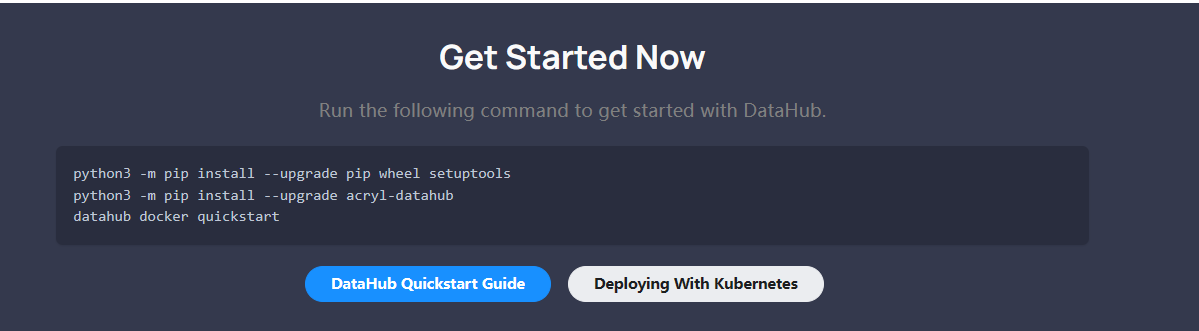 Get Started Now
Run the following command to get started with DataHub.
python3 -m pip install --upgrade pip wheel setuptools
python3 -m pip install --upgrade acryl-datahub
datahub docker quickstart
DataHub Quickstart Guide
Deploying With Kubernetes